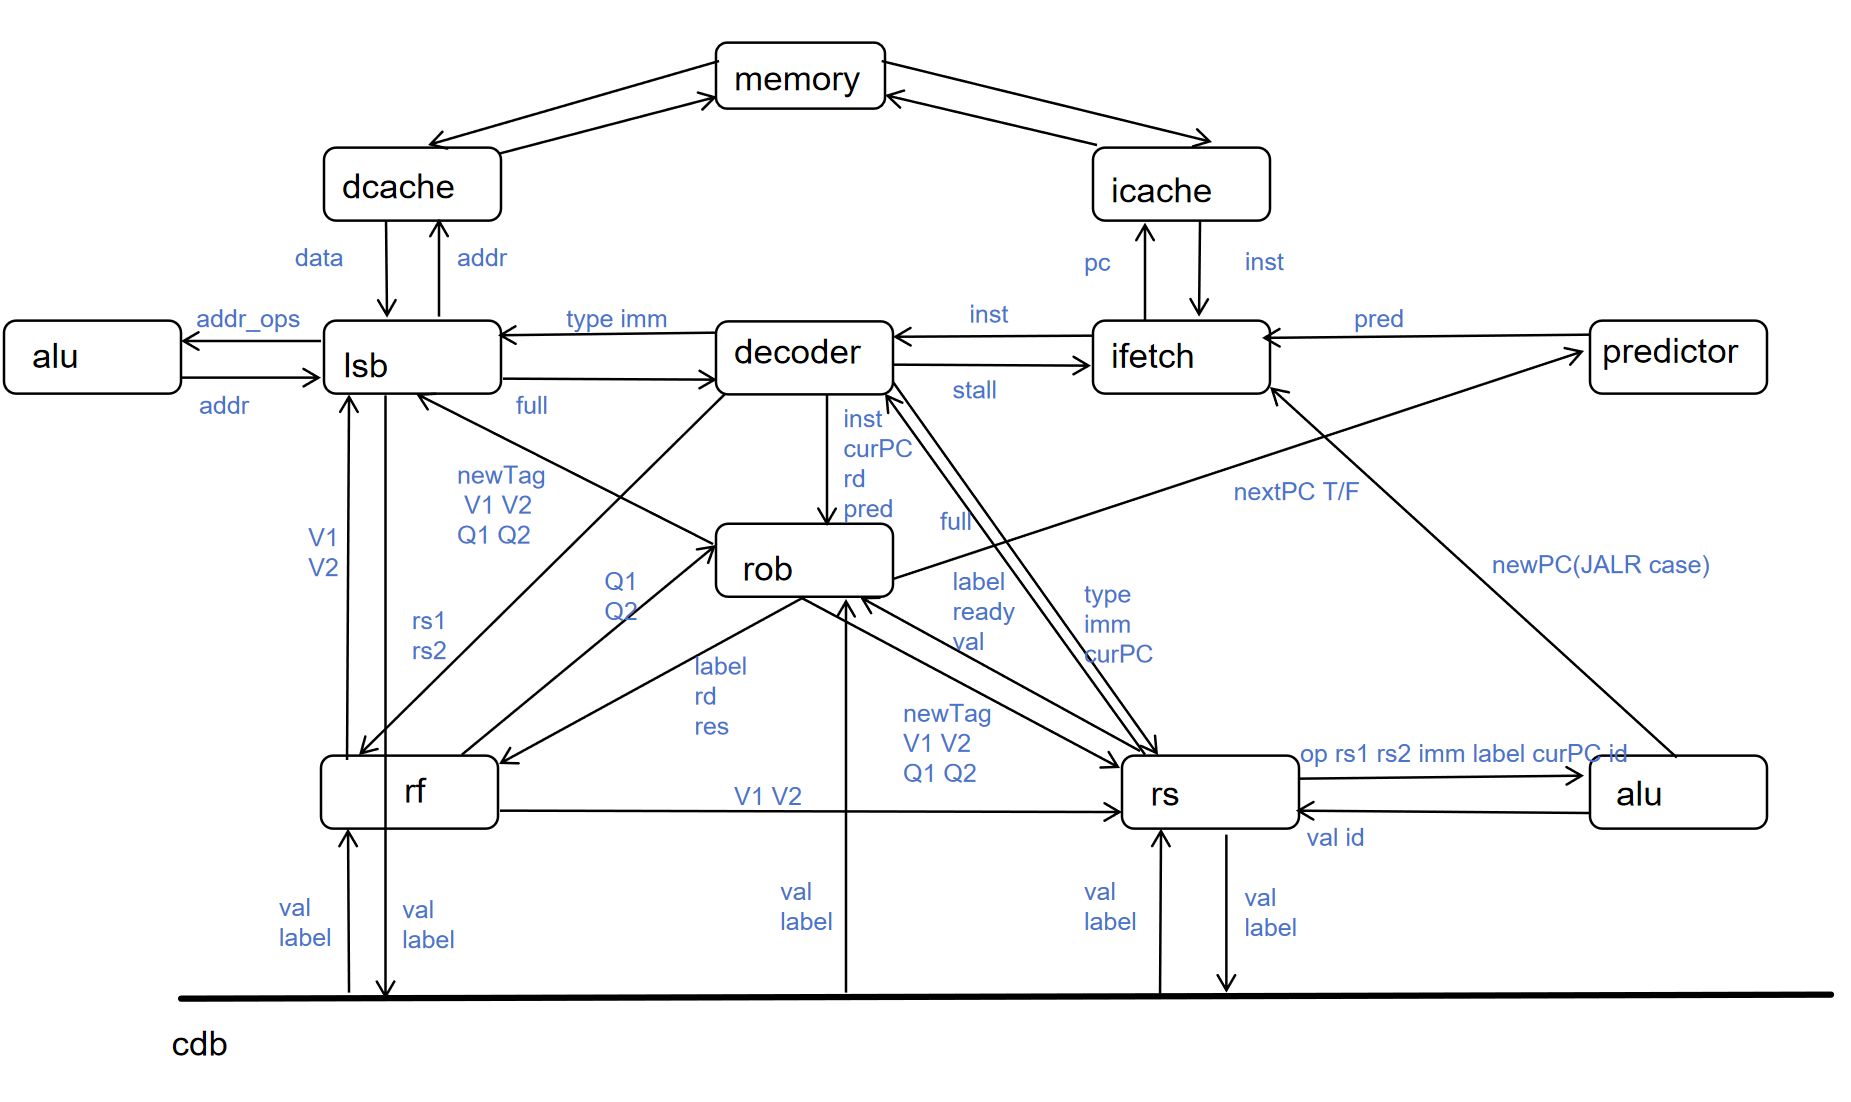 memory
dcache
icache
data
addr
pc
inst
alu
addr_ops
addr
lsb
type imm
full
decoder
inst
stall
ifetch
pred
predictor
inst
curPC
rd
pred
newTag
V1 V2
Q1 Q2
V1
V2
full
nextPC T/F
newPC(JALR case)
rob
Q1
Q2
label
ready
val
type
imm
curPC
rs1
rs2
label
rd
res
newTag
V1 V2
Q1 Q2
op rs1 rs2 imm label curPC id
rf
V1 V2
rs
alu
val id
val
label
val
label
val
label
val
label
val
label
cdb